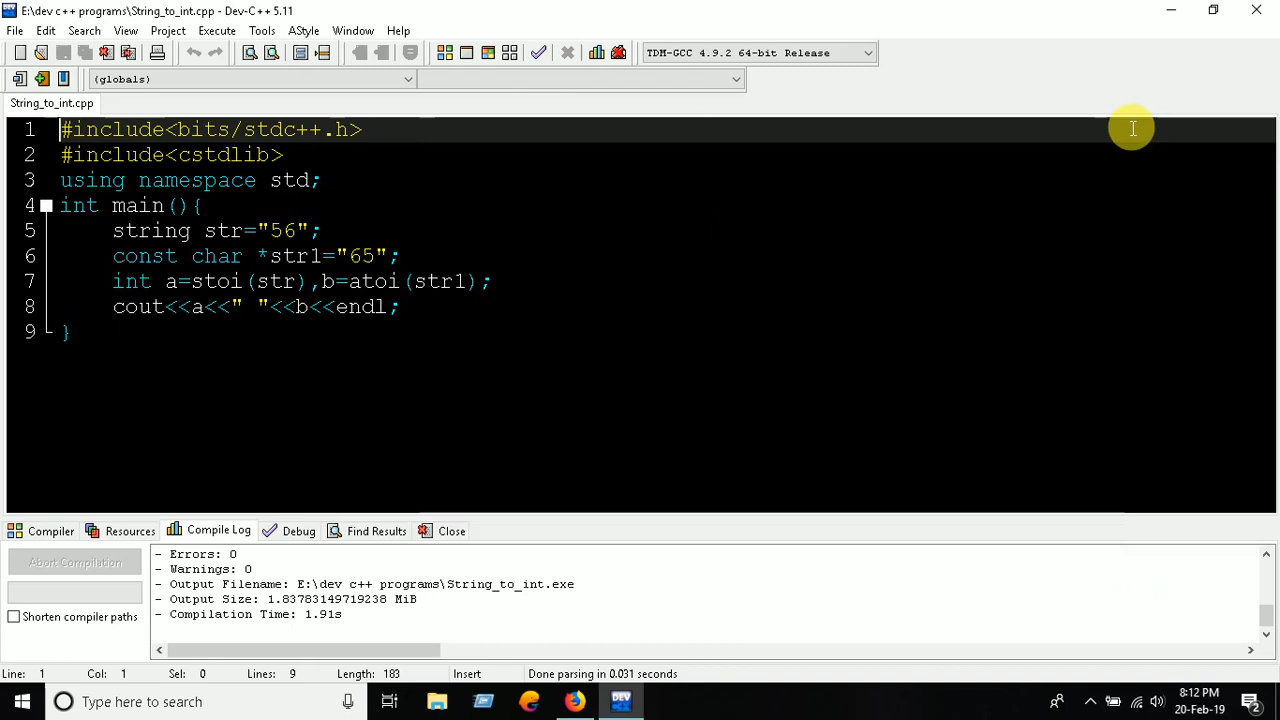 E:\dev c++ programs\String_to_int.cpp - Dev-C++ 5.11
File Edit Search View Project Execute Tools AStyle Window Help
TDM-GCC 4.9.2 64-bit Release
(globals)
String_to_int.cpp
1 #include<bits/stdc++.h>
2 #include<cstdlib>
3 using namespace std;
4 int main(){
5 string str="56";
6 const char *str1="65";
7 int a=stoi(str),b=atoi(str1);
8 cout<<a<<" "<<b<<endl;
9 }
Compiler Resources Compile Log Debug Find Results Close
Abort Compilation
Shorten compiler paths
- Errors: 0
- Warnings: 0
- Output Filename: E:\dev c++ programs\String_to_int.exe
- Output Size: 1.83783149719238 MiB
- Compilation Time: 1.91s
Line: 1 Col: 1 Sel: 0 Lines: 9 Length: 183 Insert Done parsing in 0.031 seconds
Type here to search
DEV
8:12 PM
20-Feb-19
2